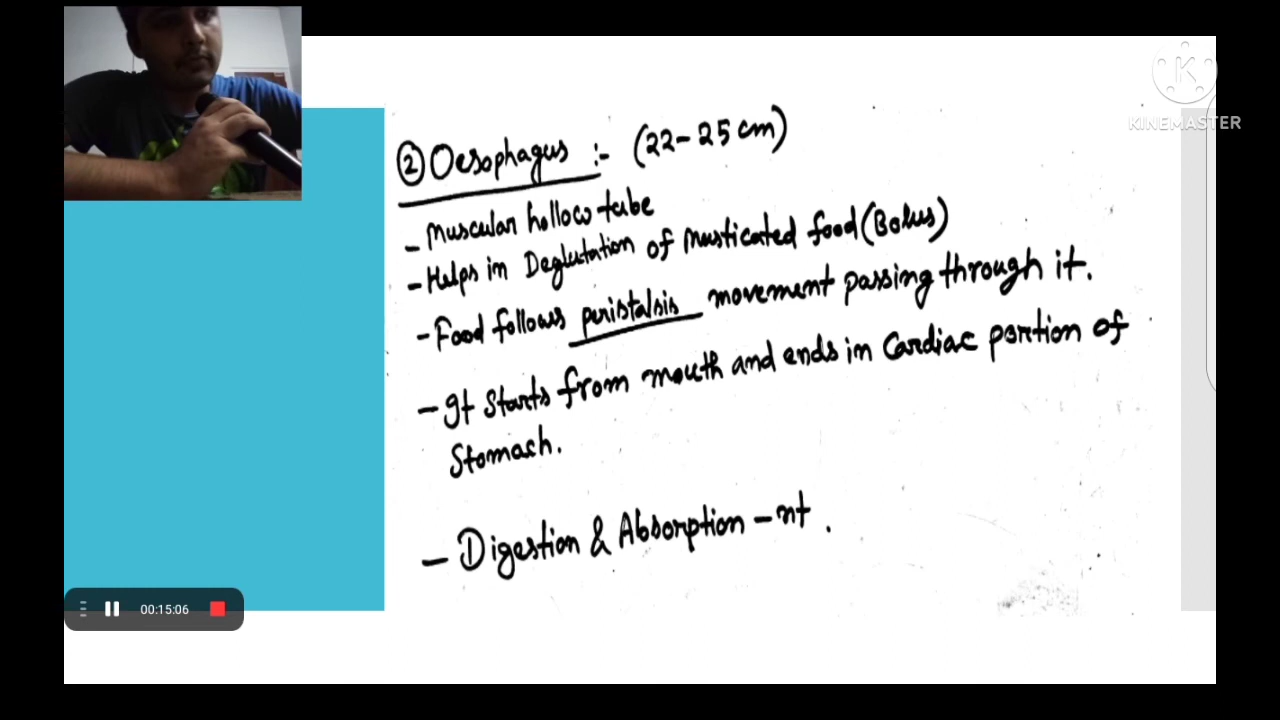 KINEMASTER
② Oesophagus :- (22-25 cm)
- Muscular hollow tube
- Helps in Deglutation of Masticated food (Bolus)
- Food follows peristalsis movement passing through it.
- It Starts from mouth and ends in Cardiac portion of
Stomach.
- Digestion & Absorption - nt.
00:15:06